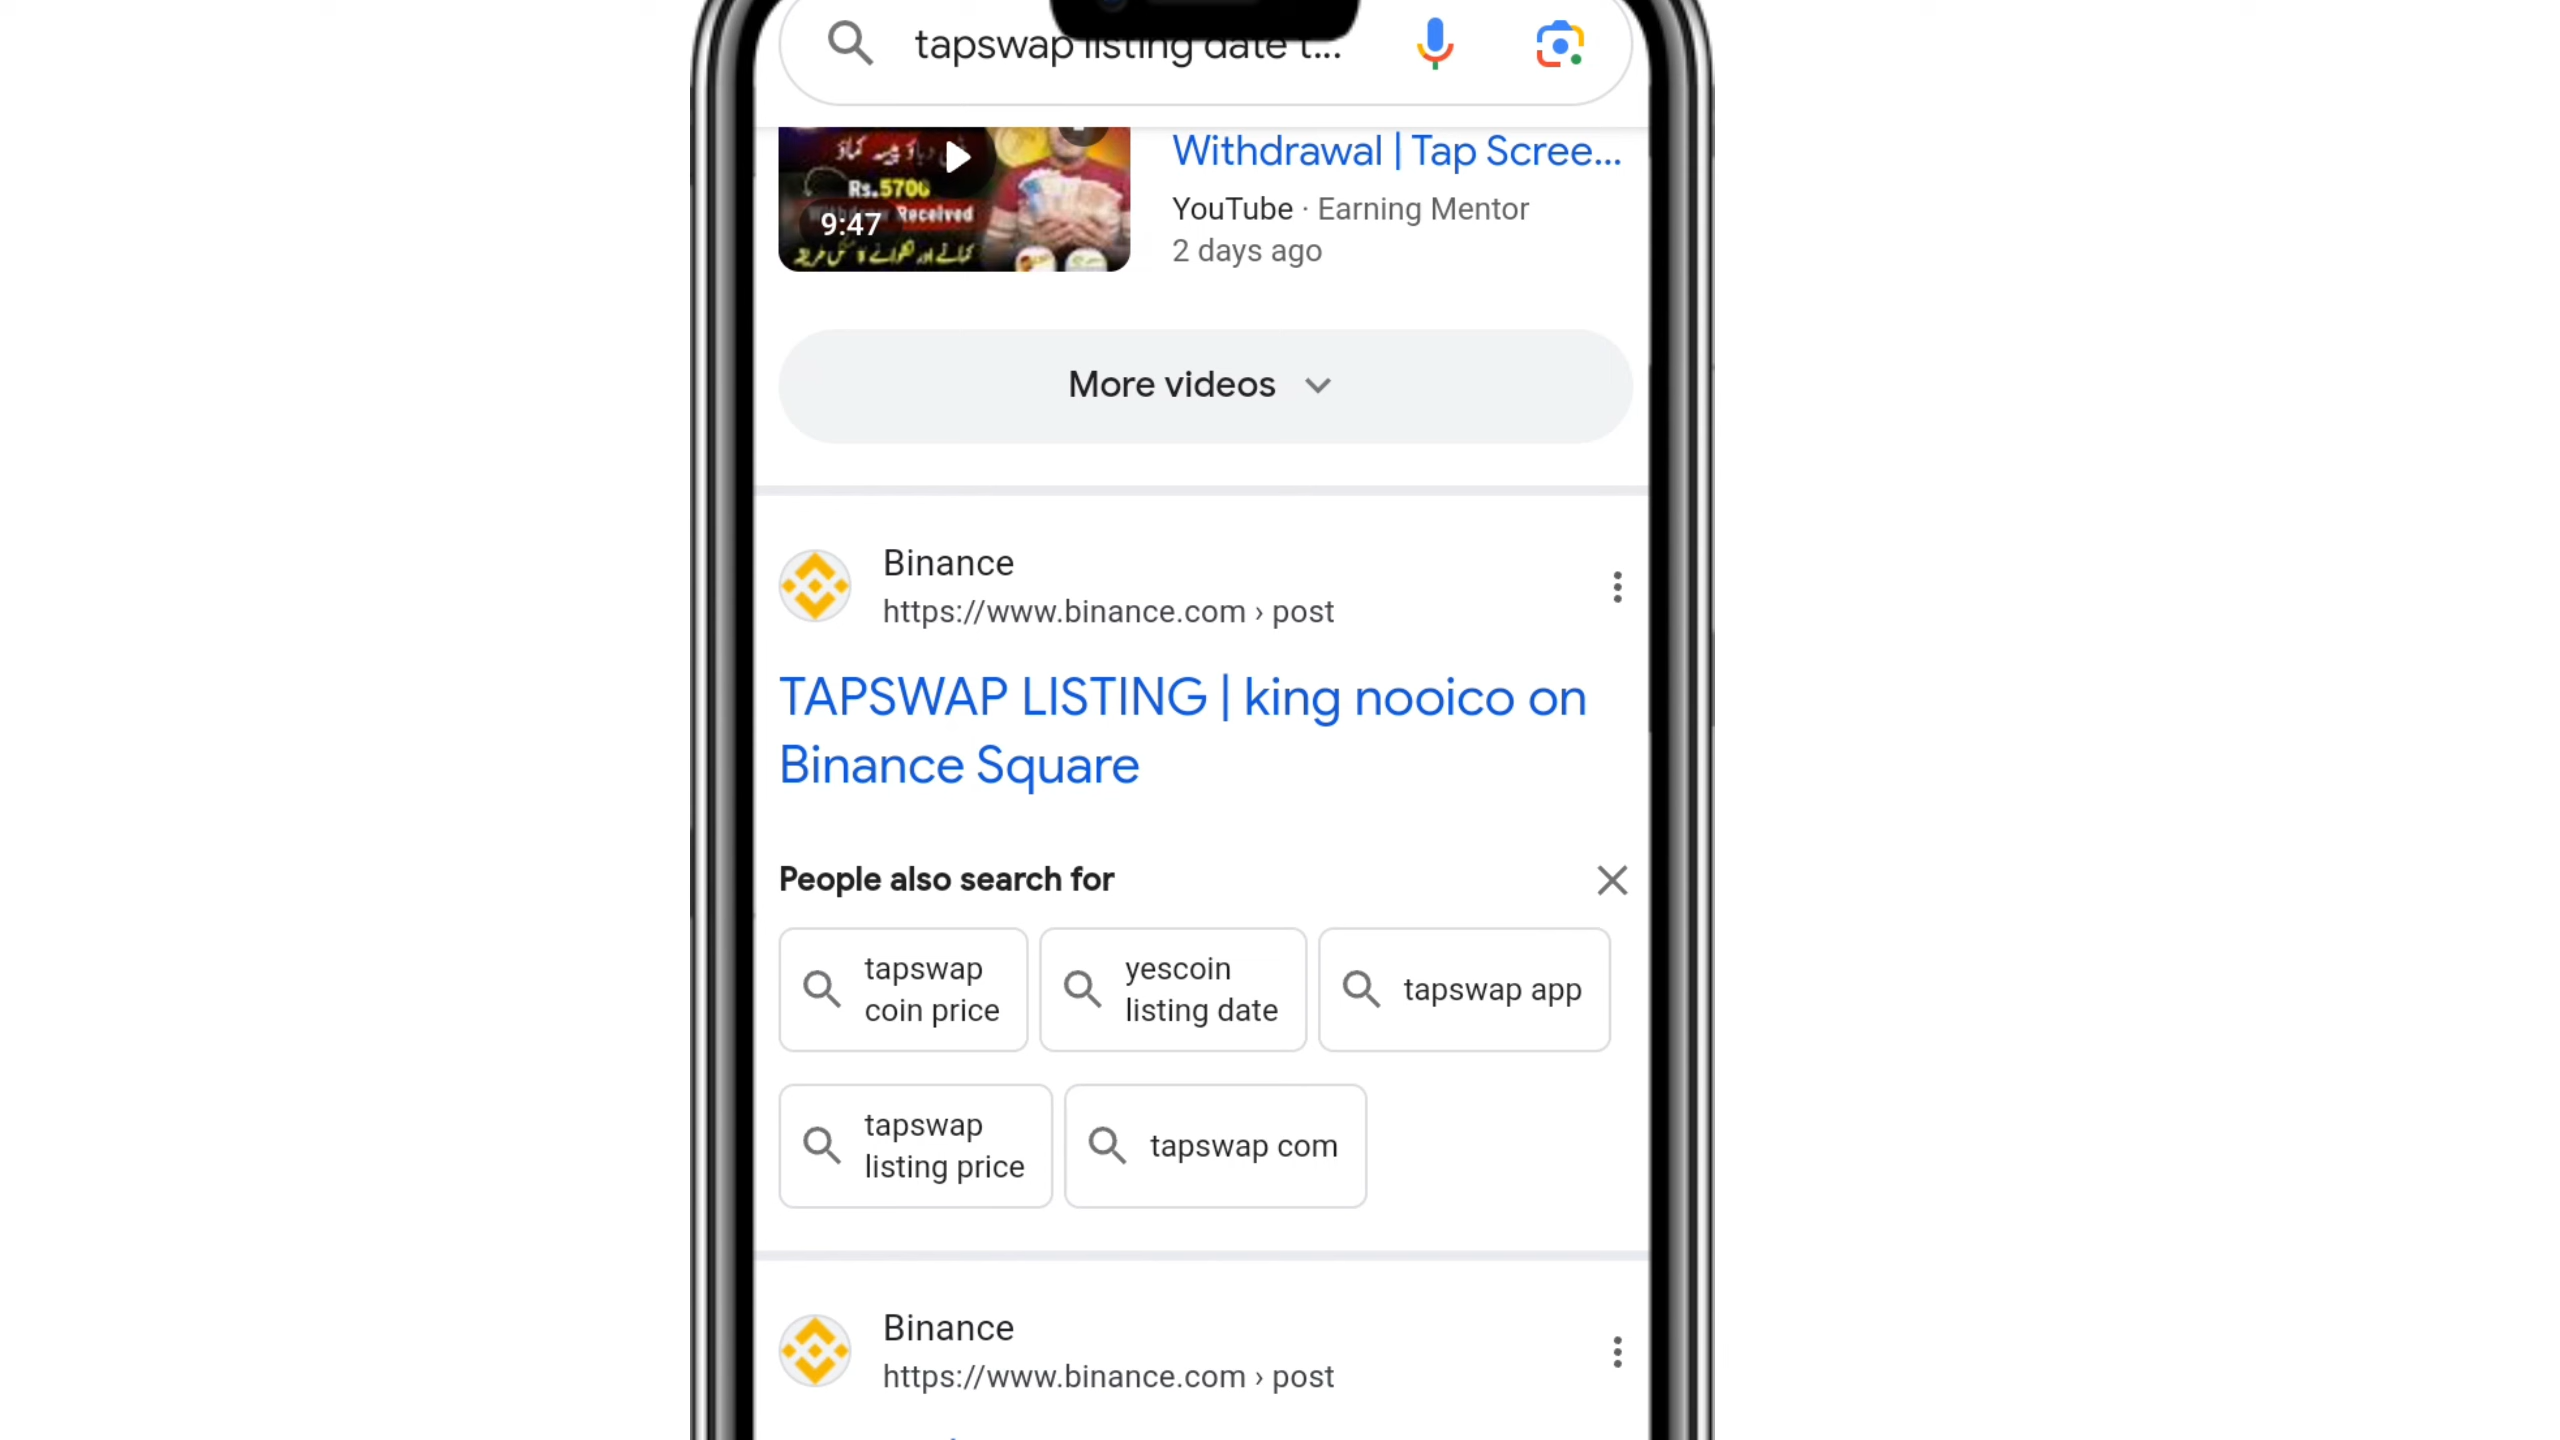 tapswap listing date t...
Withdrawal | Tap Scree...
Rs.5700
Received
9:47
YouTube · Earning Mentor
2 days ago
More videos
Binance
https://www.binance.com › post
TAPSWAP LISTING | king nooico on
Binance Square
People also search for
tapswap
coin price
yescoin
listing date
tapswap app
tapswap
listing price
tapswap com
Binance
https://www.binance.com › post